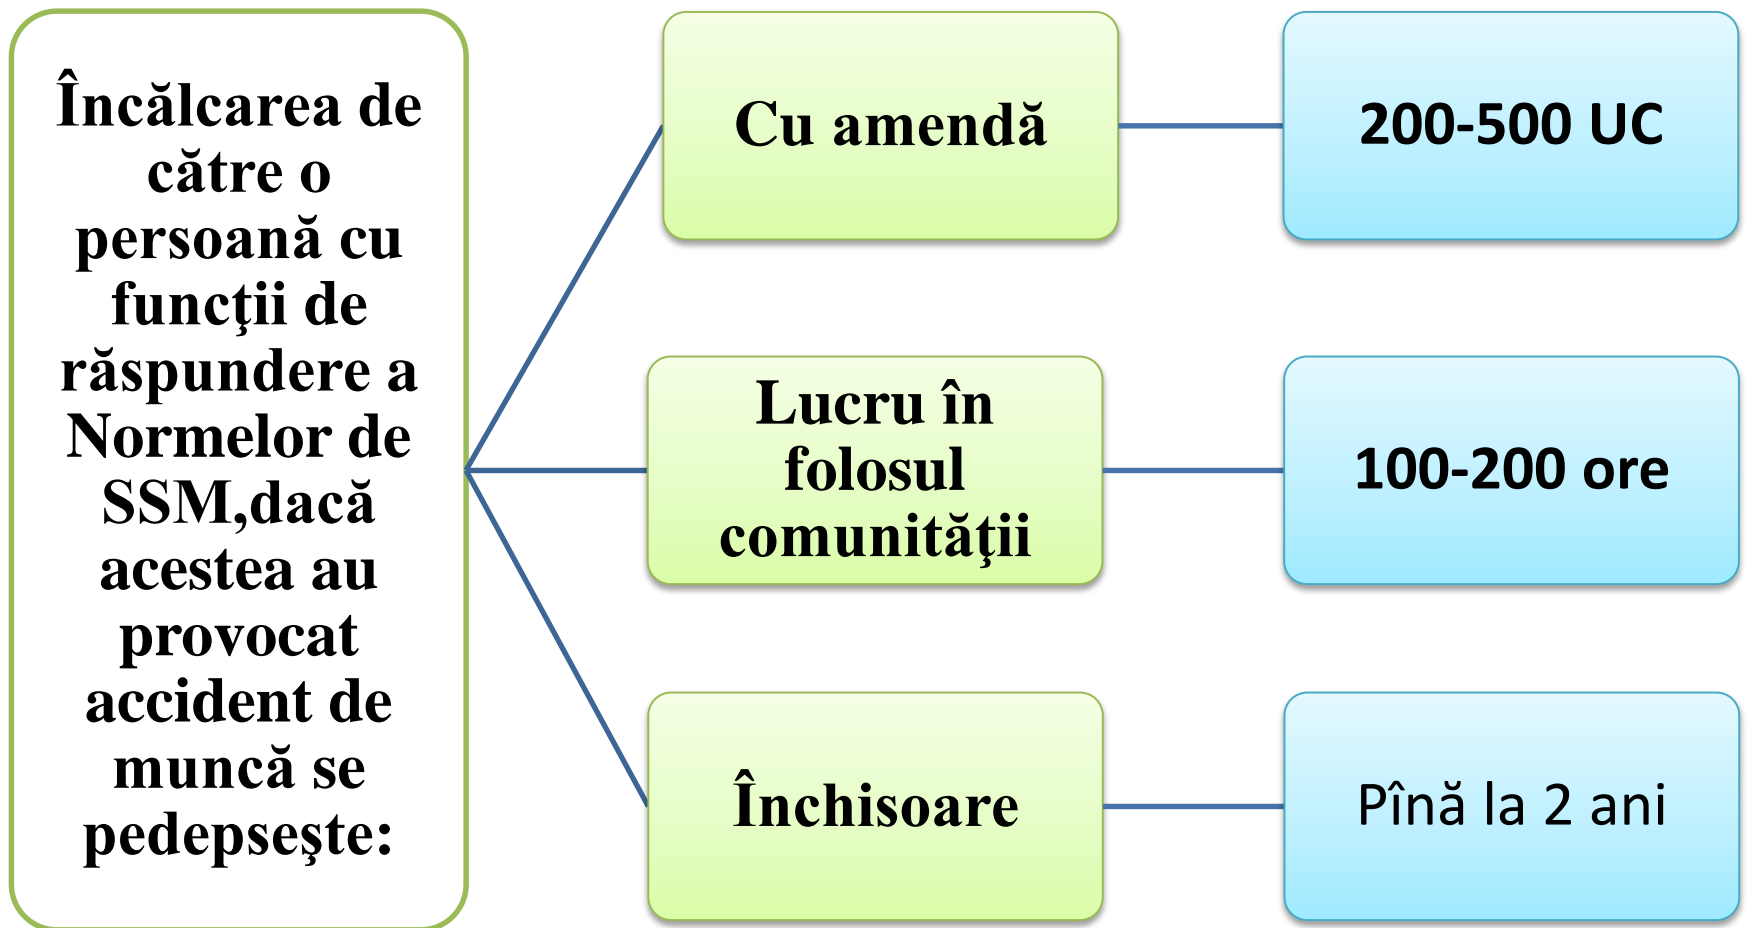 Încălcarea de
către o
persoană cu
funcţii de
răspundere a
Normelor de
SSM,dacă
acestea au
provocat
accident de
muncă se
pedepseşte:
Cu amendă
200-500 UC
Lucru în
folosul
comunităţii
100-200 ore
Închisoare
Pînă la 2 ani